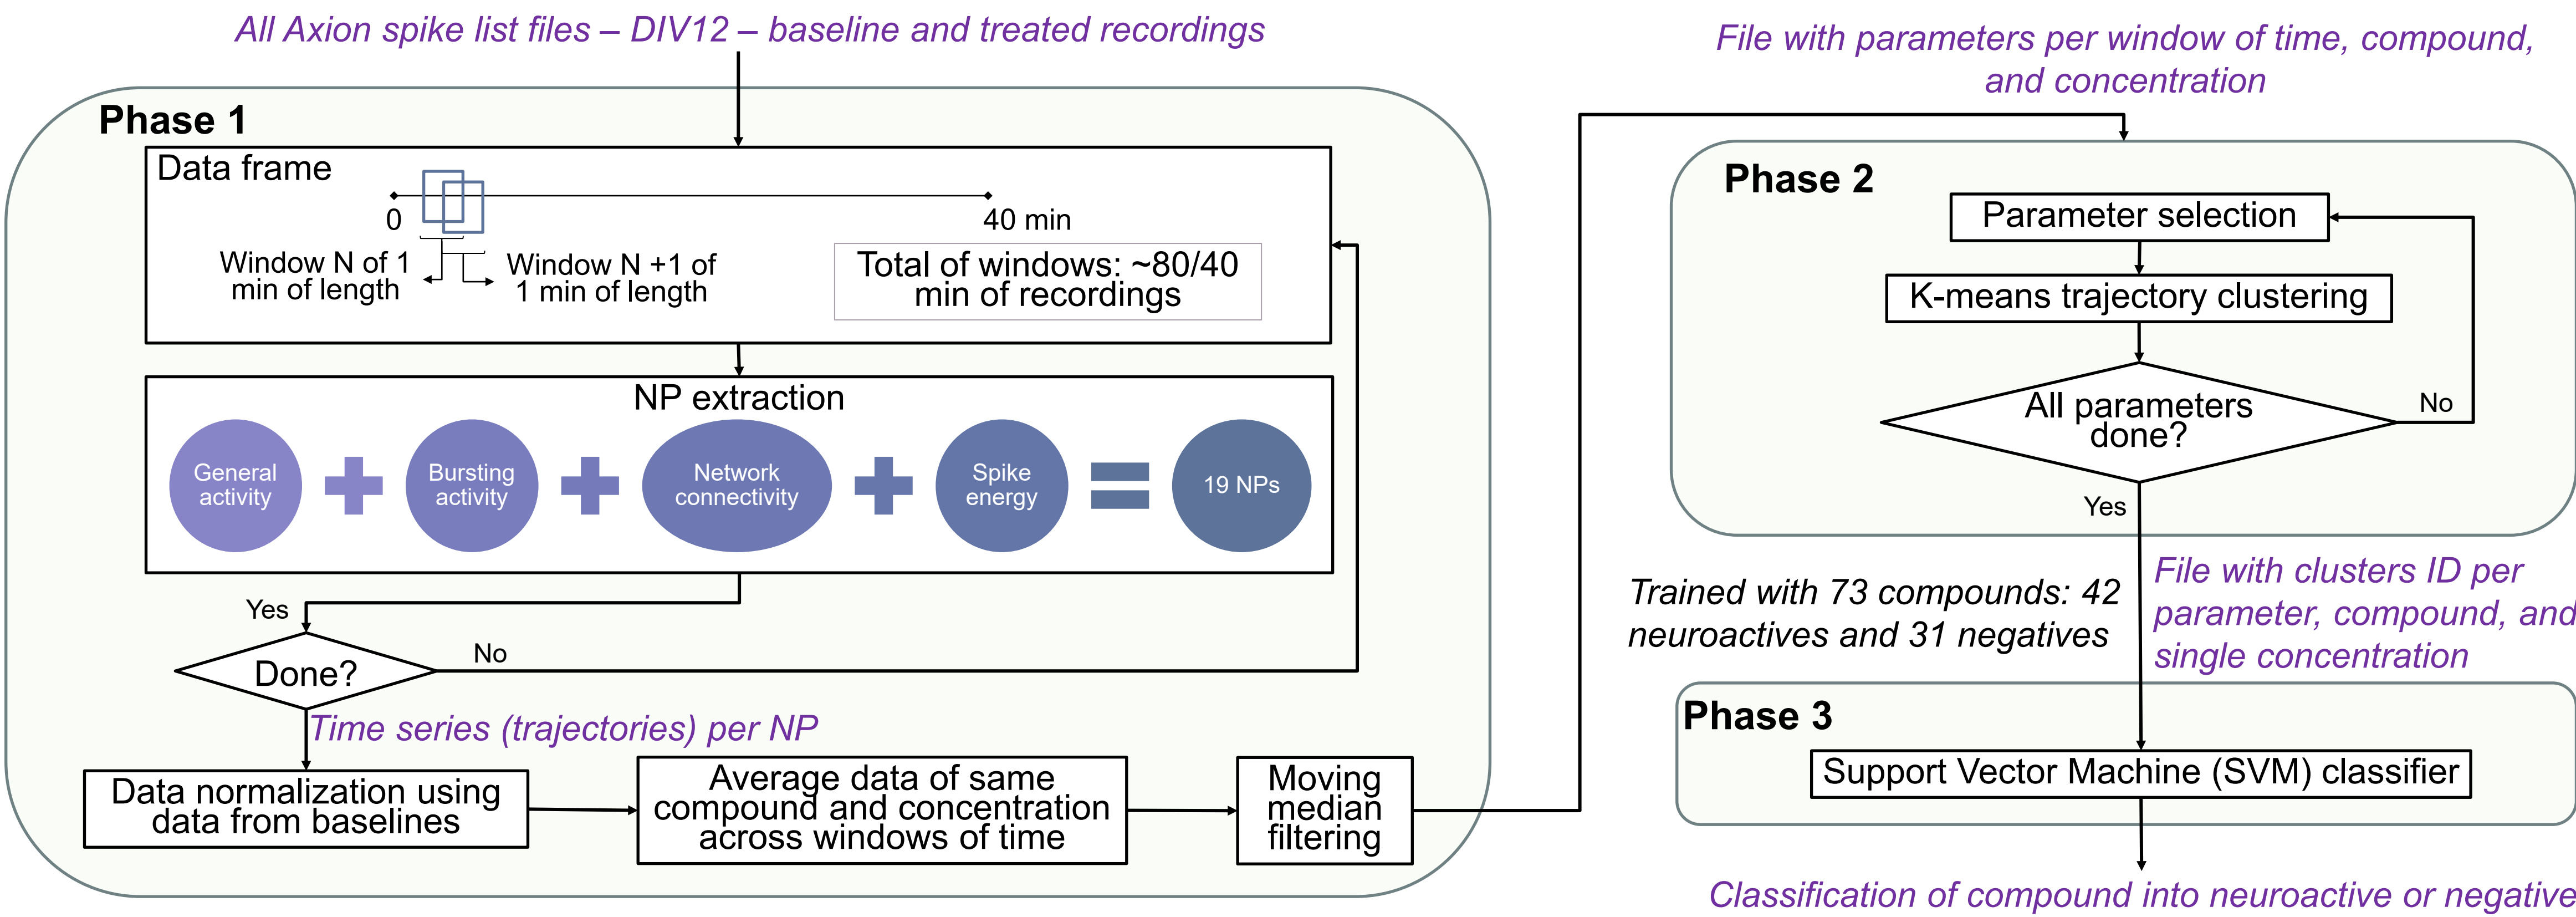 All Axion spike list files – DIV12 – baseline and treated recordings
Phase 1
Data frame
0
40 min
Window N of 1
min of length
Window N +1 of
1 min of length
Total of windows: ~80/40
min of recordings
NP extraction
General
activity
Bursting
activity
Network
connectivity
Spike
energy
19 NPs
Yes
Done?
No
Time series (trajectories) per NP
Data normalization using
data from baselines
Average data of same
compound and concentration
across windows of time
Moving
median
filtering
File with parameters per window of time, compound,
and concentration
Phase 2
Parameter selection
K-means trajectory clustering
All parameters
done?
No
Yes
Trained with 73 compounds: 42
neuroactives and 31 negatives
File with clusters ID per
parameter, compound, and
single concentration
Phase 3
Support Vector Machine (SVM) classifier
Classification of compound into neuroactive or negative